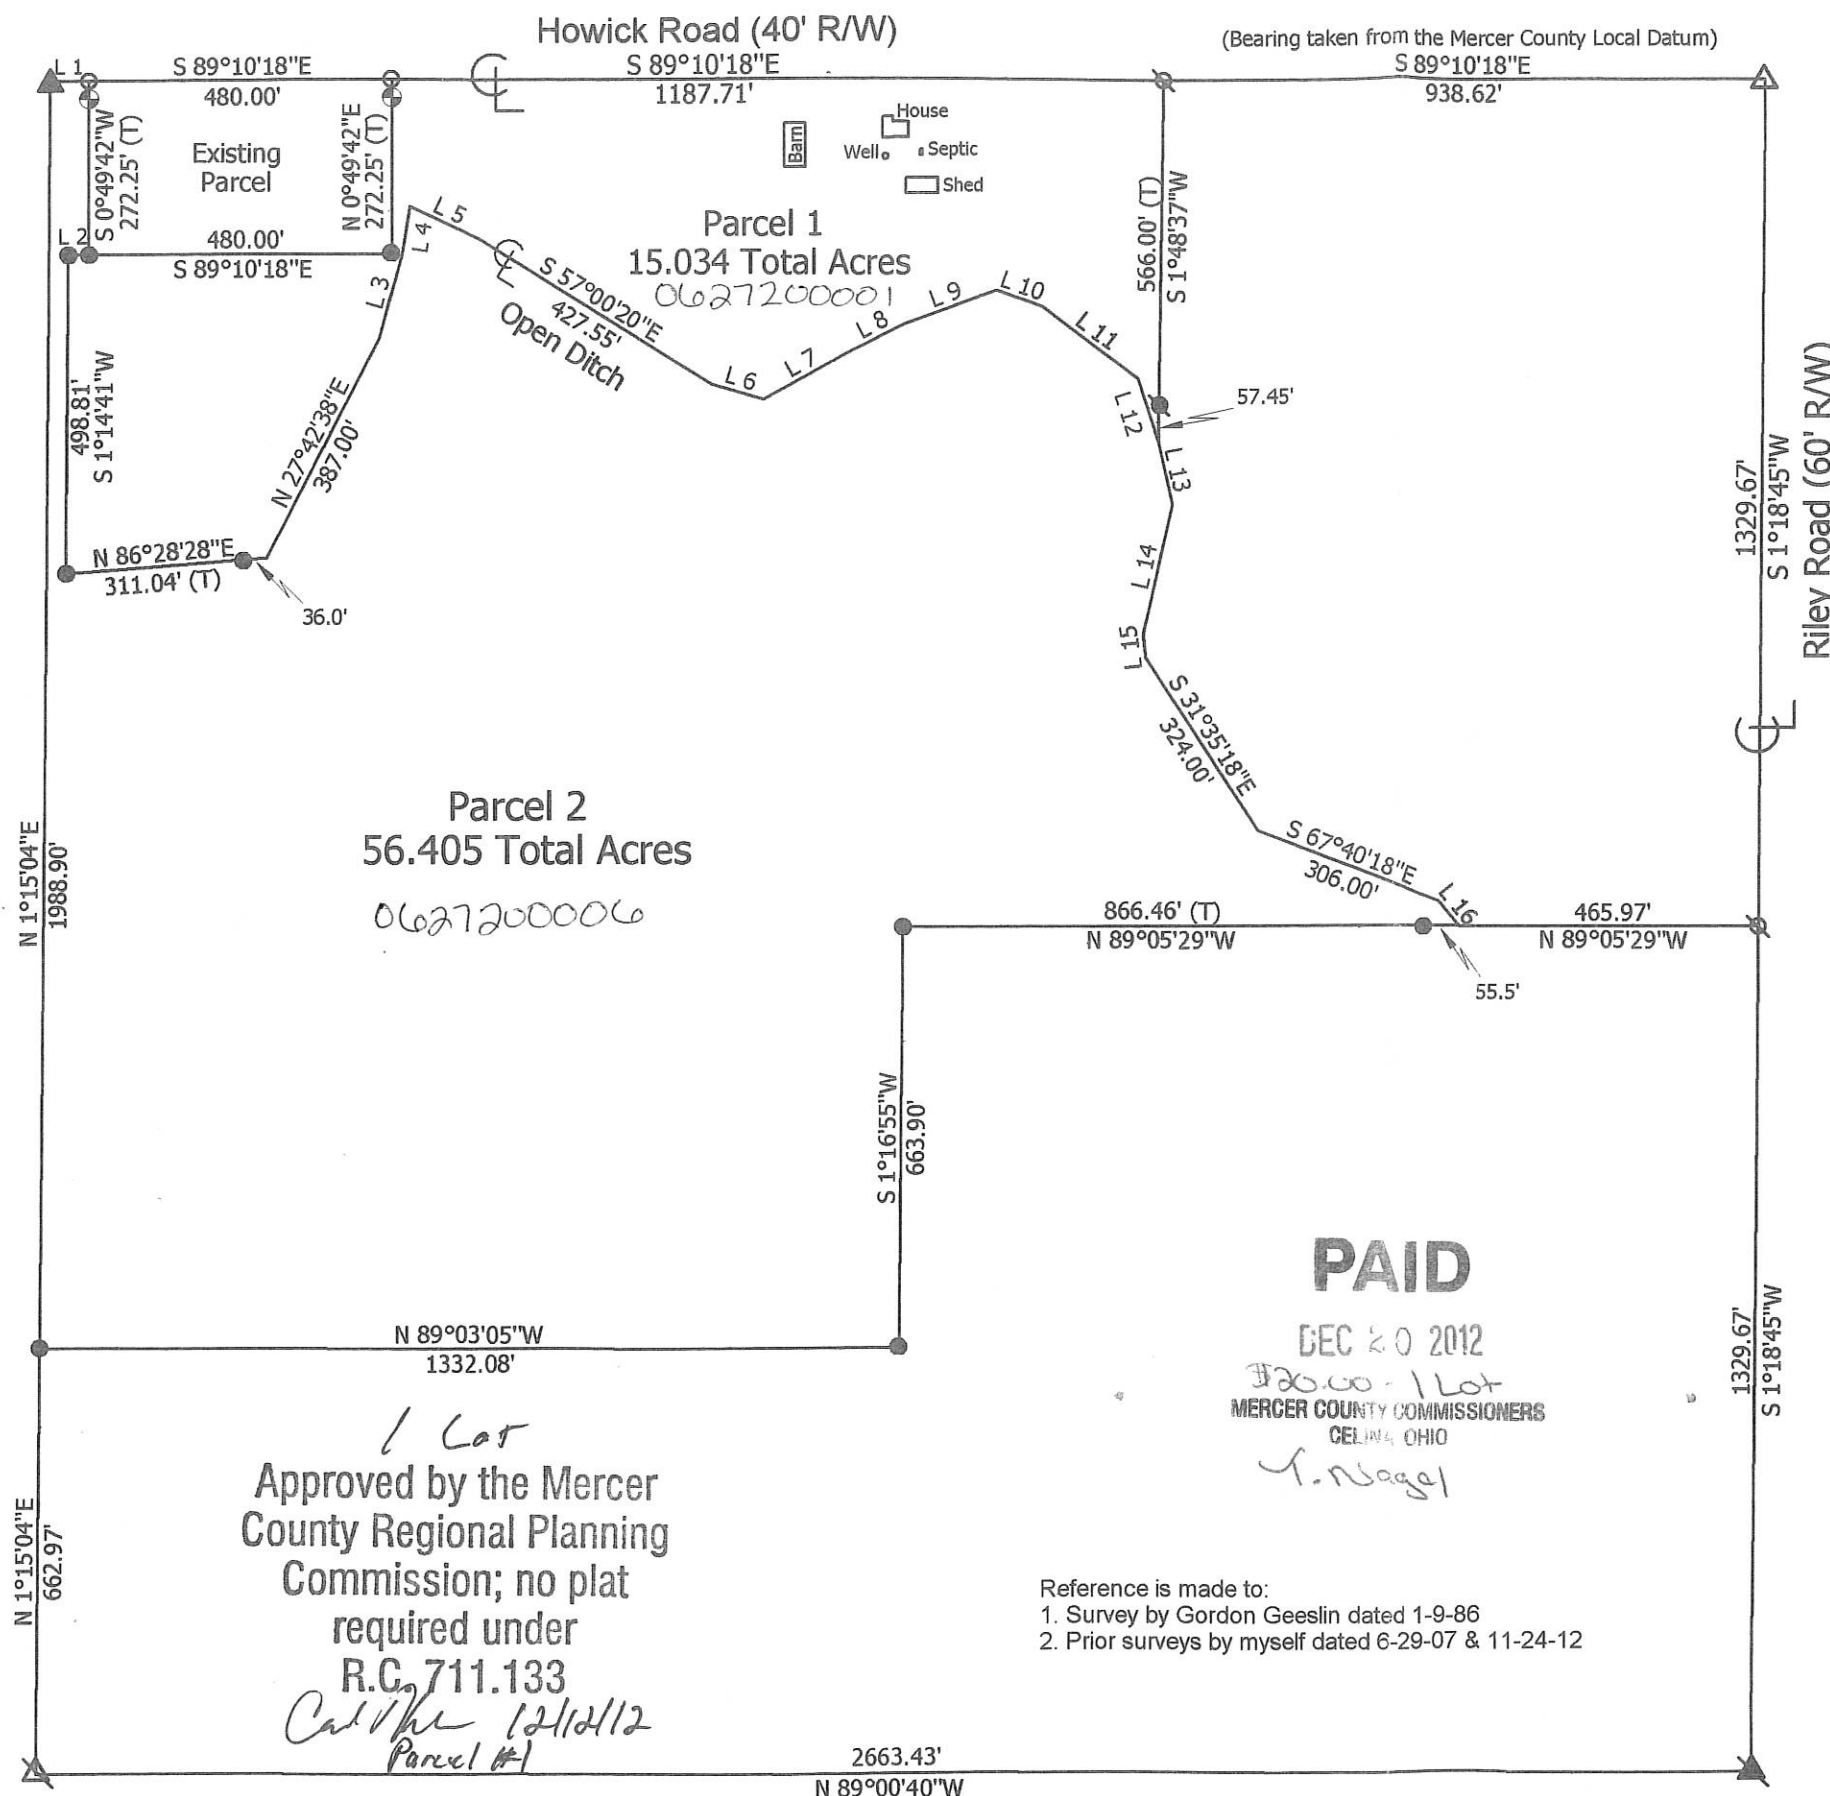 Howick Road (40' R/W)
(Bearing taken from the Mercer County Local Datum)
L 1
S 89°10'18"E
480.00'
S 89°10'18"E
1187.71'
S 89°10'18"E
938.62'
S 0°49'42"W
272.25' (T)
Existing
Parcel
N 0°49'42"E
272.25' (T)
Barn
House
Well
Septic
Shed
L 2
480.00'
S 89°10'18"E
L 3
L 4
L 5
Parcel 1
15.034 Total Acres
0627200001
566.00' (T)
S 1°48'37"W
S 57°00'20"E
427.55'
Open Ditch
L 6
L 7
L 8
L 9
L 10
L 11
L 12
57.45'
L 13
L 14
L 15
498.81'
S 1°14'41"W
N 27°42'38"E
387.00'
N 86°28'28"E
311.04' (T)
36.0'
1329.67'
S 1°18'45"W
Riley Road (60' R/W)
S 31°35'18"E
324.00'
S 67°40'18"E
306.00'
L 16
Parcel 2
56.405 Total Acres
0627200006
N 1°15'04"E
1988.90'
866.46' (T)
N 89°05'29"W
465.97'
N 89°05'29"W
55.5'
S 1°16'55"W
663.90'
N 89°03'05"W
1332.08'
PAID
DEC 20 2012
$20.00 - 1 Lot
MERCER COUNTY COMMISSIONERS
CELINA OHIO
T. Nagel
1329.67'
S 1°18'45"W
1 Lot
Approved by the Mercer
County Regional Planning
Commission; no plat
required under
R.C. 711.133
12/12/12
Parcel #1
N 1°15'04"E
662.97'
Reference is made to:
1. Survey by Gordon Geeslin dated 1-9-86
2. Prior surveys by myself dated 6-29-07 & 11-24-12
2663.43'
N 89°00'40"W